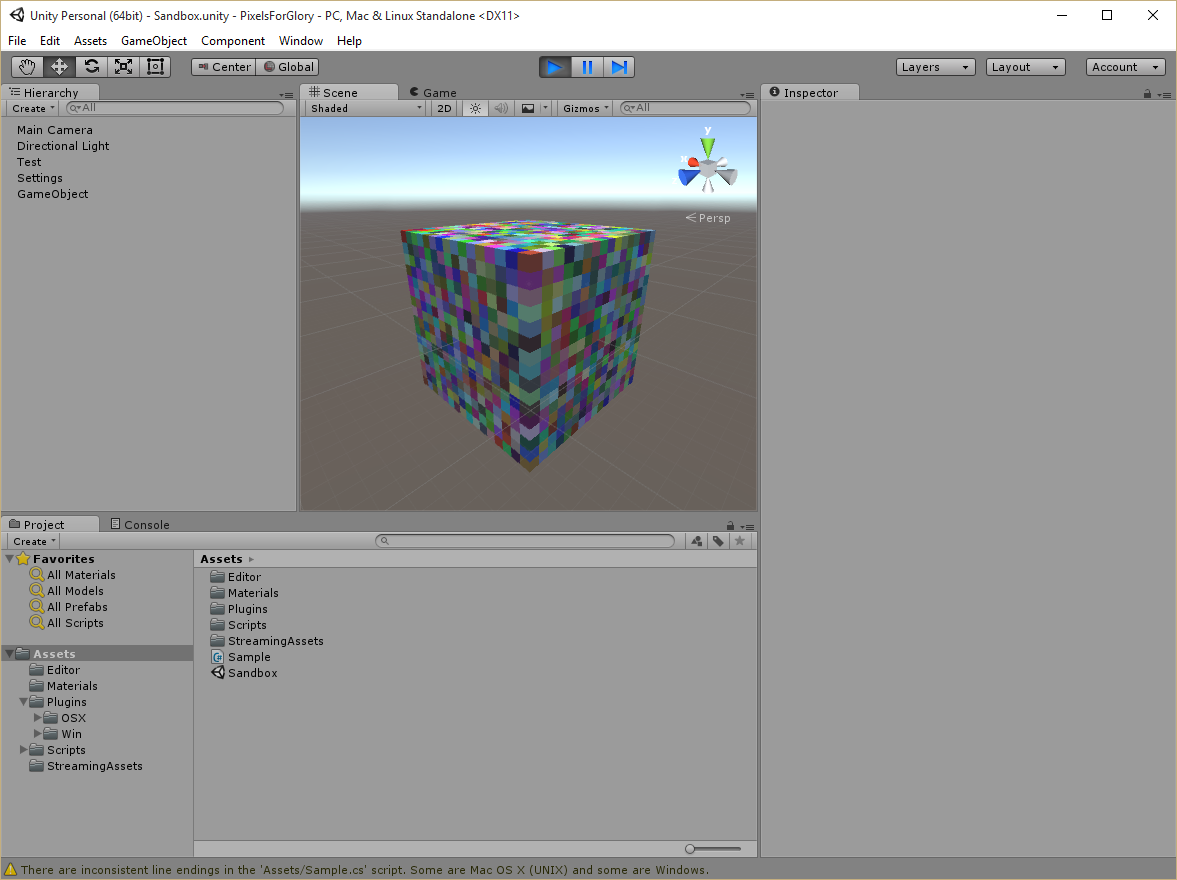 Unity Personal (64bit) - Sandbox.unity - PixelsForGlory - PC, Mac & Linux Standalone <DX11>
File Edit Assets GameObject Component Window Help
Center Global Layers Layout Account
Hierarchy
Create All
Main Camera
Directional Light
Test
Settings
GameObject
Scene Game
Shaded 2D Gizmos All
y
x
Persp
Inspector
Project Console
Create
Favorites
All Materials
All Models
All Prefabs
All Scripts
Assets
Editor
Materials
Plugins
OSX
Win
Scripts
StreamingAssets
Assets
Editor
Materials
Plugins
Scripts
StreamingAssets
C# Sample
Sandbox
There are inconsistent line endings in the 'Assets/Sample.cs' script. Some are Mac OS X (UNIX) and some are Windows.